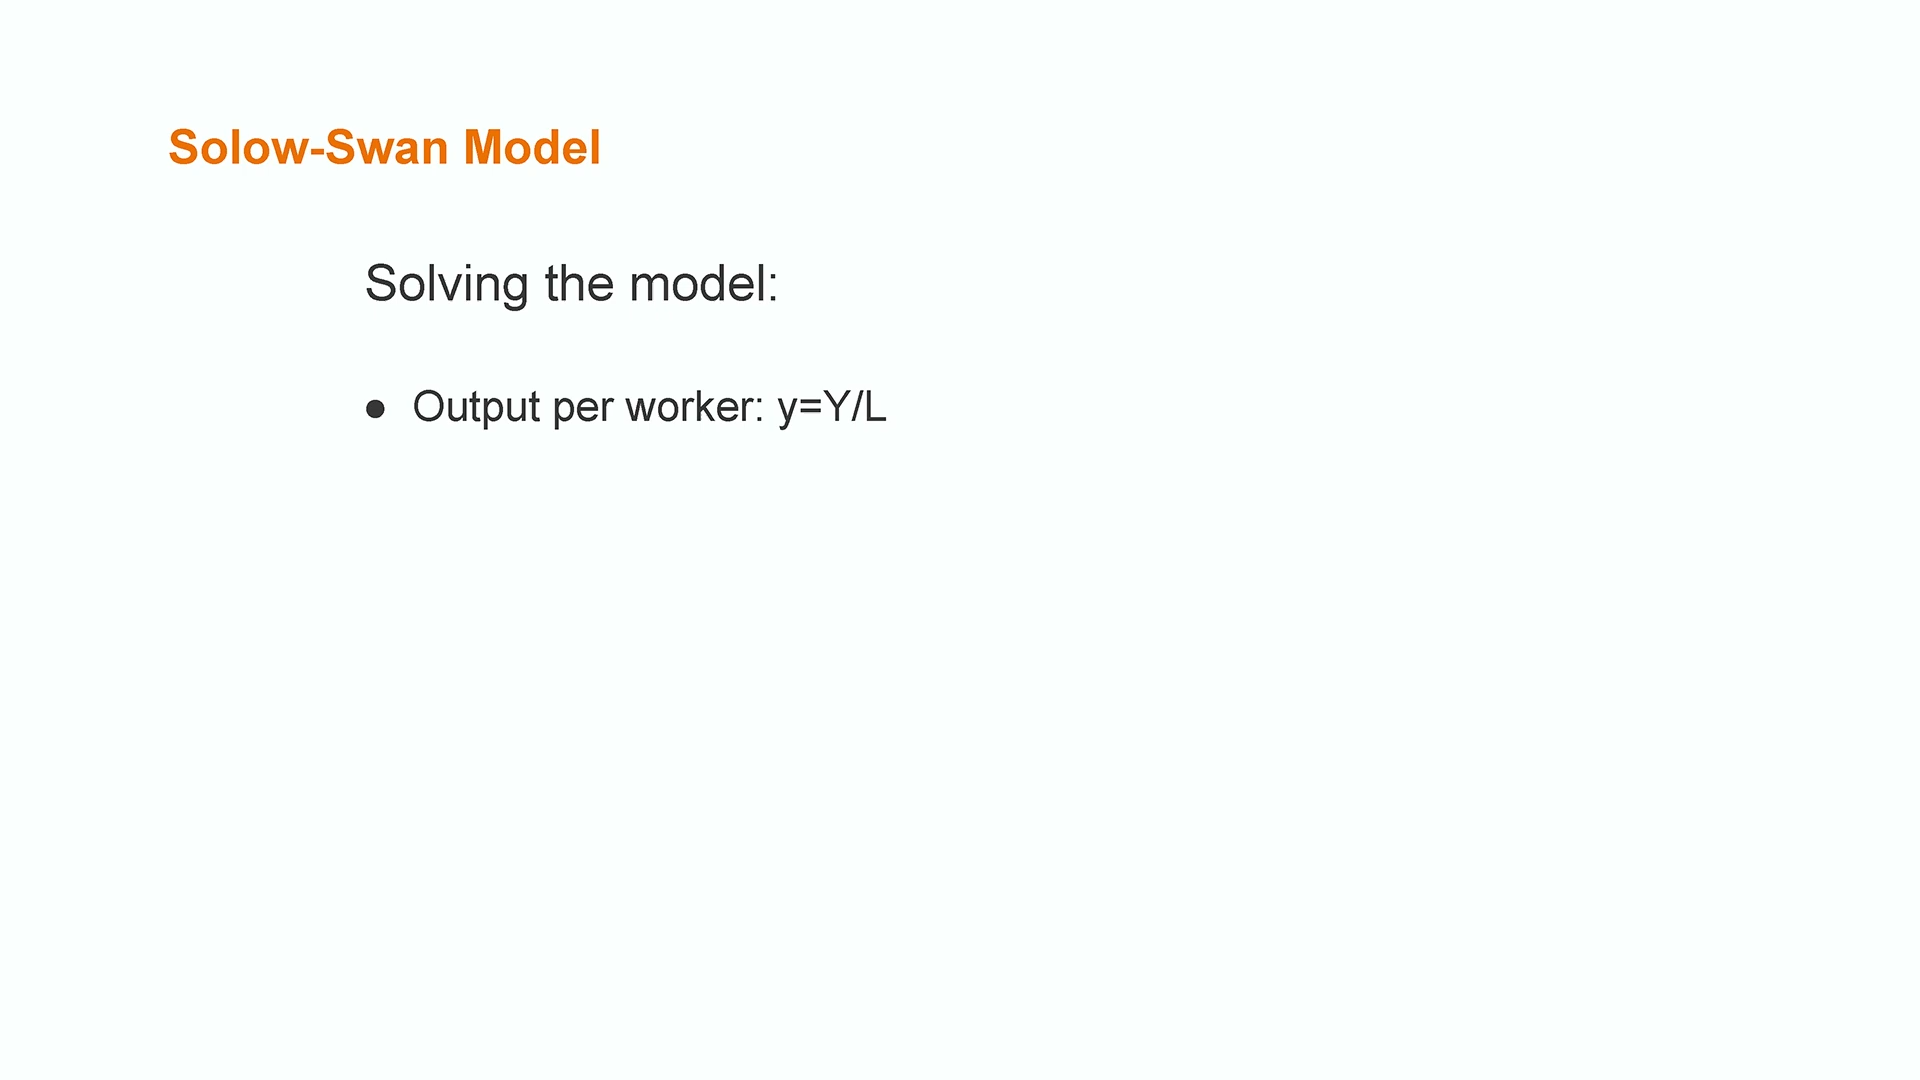 Solow-Swan Model
Solving the model:
● Output per worker: y=Y/L